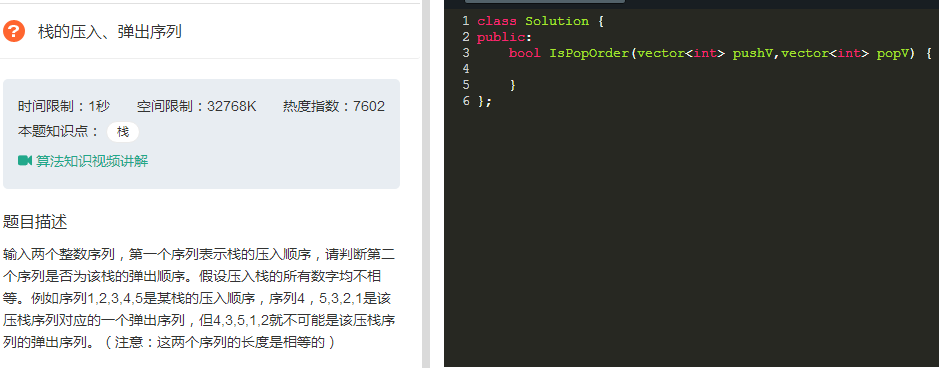 栈的压入、弹出序列
时间限制：1秒 空间限制：32768K 热度指数：7602
本题知识点： 栈
算法知识视频讲解
题目描述
输入两个整数序列，第一个序列表示栈的压入顺序，请判断第二
个序列是否为该栈的弹出顺序。假设压入栈的所有数字均不相
等。例如序列1,2,3,4,5是某栈的压入顺序，序列4，5,3,2,1是该
压栈序列对应的一个弹出序列，但4,3,5,1,2就不可能是该压栈序
列的弹出序列。（注意：这两个序列的长度是相等的）
1 class Solution {
2 public:
3     bool IsPopOrder(vector<int> pushV,vector<int> popV) {
4
5     }
6 };